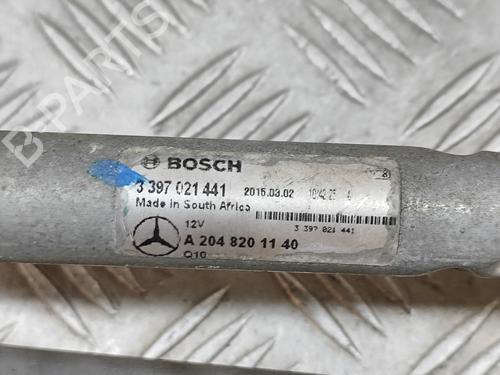 B-PARTS
BOSCH
3 397 021 441 2015.03.02
Made in South Africa
12V
3 397 021 441
A 204 820 11 40
Q10